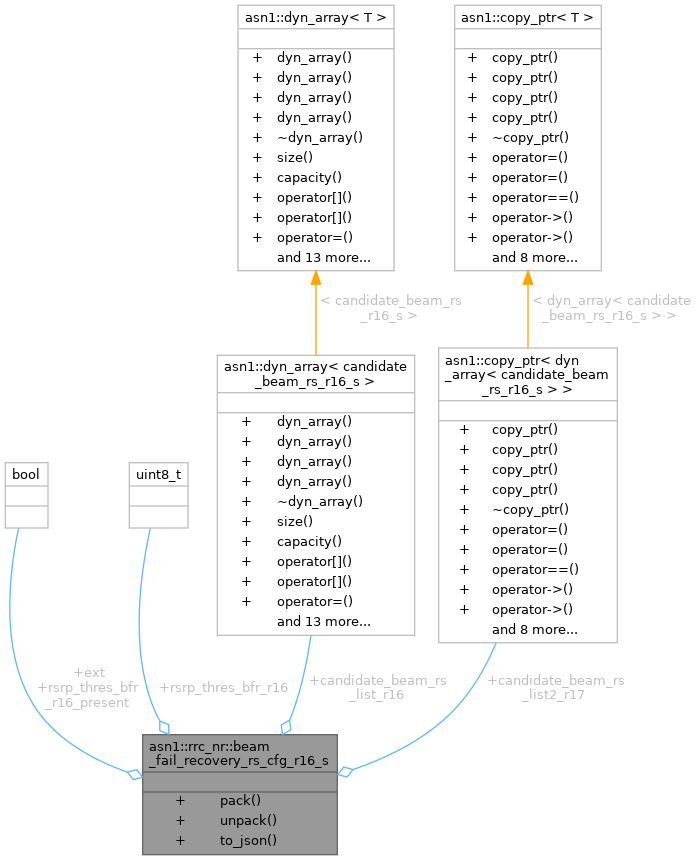 asn1::dyn_array< T >
+ dyn_array()
+ dyn_array()
+ dyn_array()
+ dyn_array()
+ ~dyn_array()
+ size()
+ capacity()
+ operator[]()
+ operator[]()
+ operator=()
and 13 more...
asn1::copy_ptr< T >
+ copy_ptr()
+ copy_ptr()
+ copy_ptr()
+ copy_ptr()
+ ~copy_ptr()
+ operator=()
+ operator=()
+ operator==()
+ operator->()
+ operator->()
and 8 more...
< candidate_beam_rs
_r16_s >
< dyn_array< candidate
_beam_rs_r16_s > >
asn1::dyn_array< candidate
_beam_rs_r16_s >
+ dyn_array()
+ dyn_array()
+ dyn_array()
+ dyn_array()
+ ~dyn_array()
+ size()
+ capacity()
+ operator[]()
+ operator[]()
+ operator=()
and 13 more...
asn1::copy_ptr< dyn
_array< candidate_beam
_rs_r16_s > >
+ copy_ptr()
+ copy_ptr()
+ copy_ptr()
+ copy_ptr()
+ ~copy_ptr()
+ operator=()
+ operator=()
+ operator==()
+ operator->()
+ operator->()
and 8 more...
bool
uint8_t
+ext
+rsrp_thres_bfr
_r16_present
+rsrp_thres_bfr_r16
+candidate_beam_rs
_list_r16
+candidate_beam_rs
_list2_r17
asn1::rrc_nr::beam
_fail_recovery_rs_cfg_r16_s
+ pack()
+ unpack()
+ to_json()